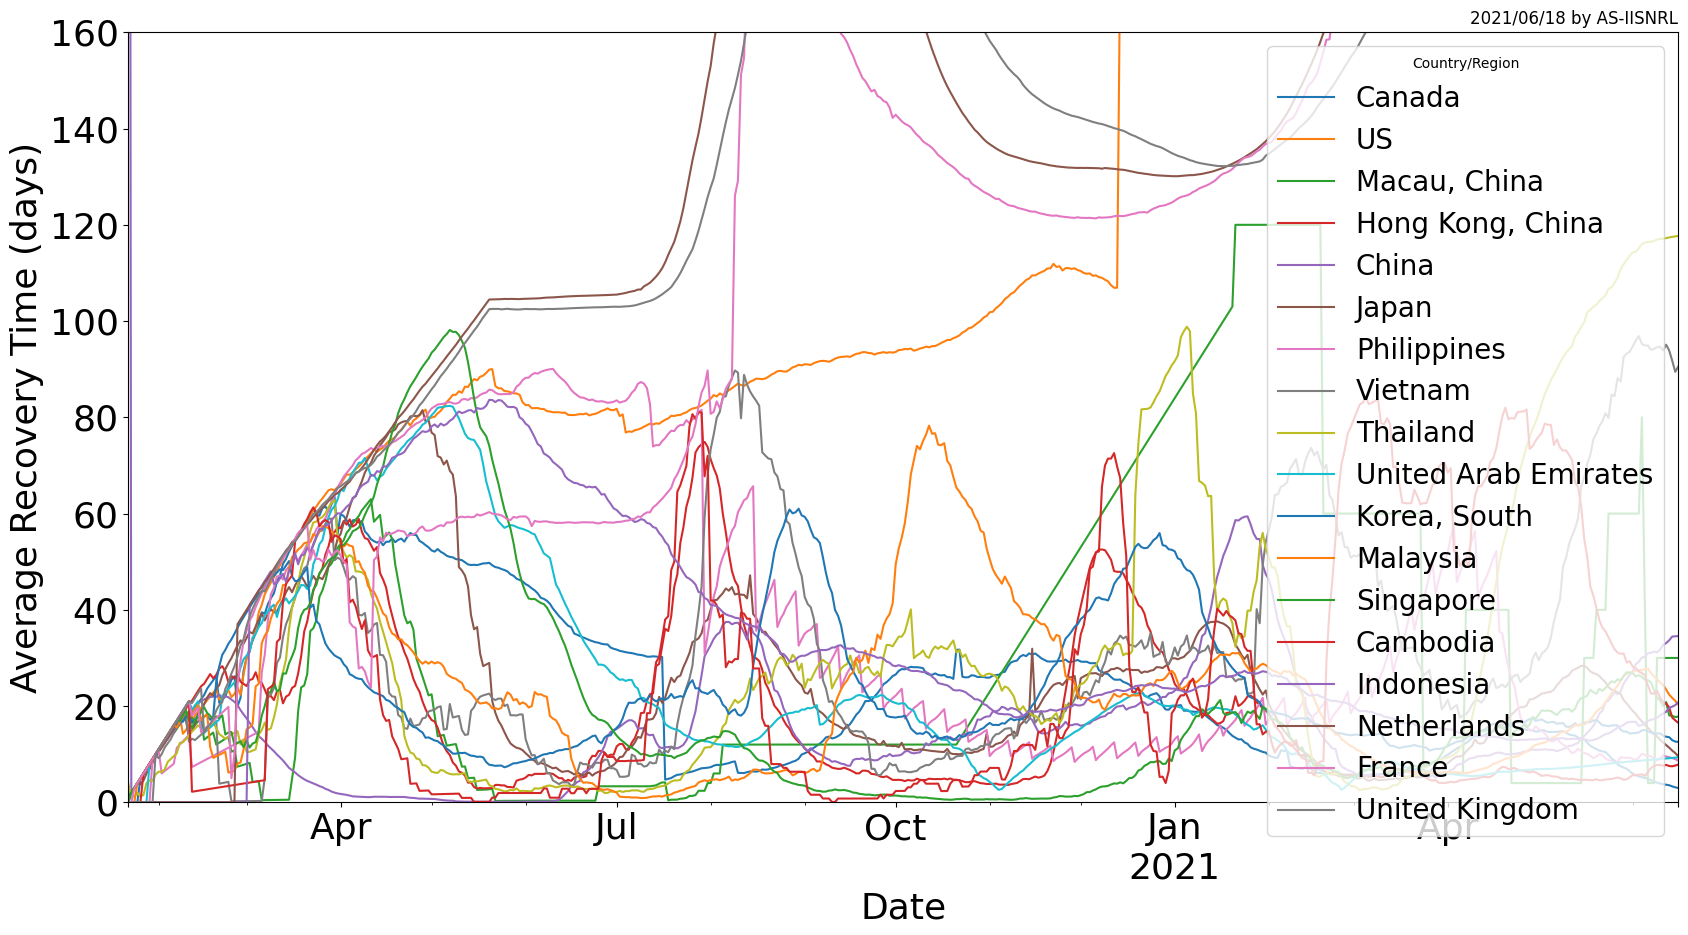 2021/06/18 by AS-IISNRL
160
140
120
100
80
60
40
20
0
Average Recovery Time (days)
Country/Region
Canada
US
Macau, China
Hong Kong, China
China
Japan
Philippines
Vietnam
Thailand
United Arab Emirates
Korea, South
Malaysia
Singapore
Cambodia
Indonesia
Netherlands
France
United Kingdom
Apr Jul Oct Jan Apr
2021
Date